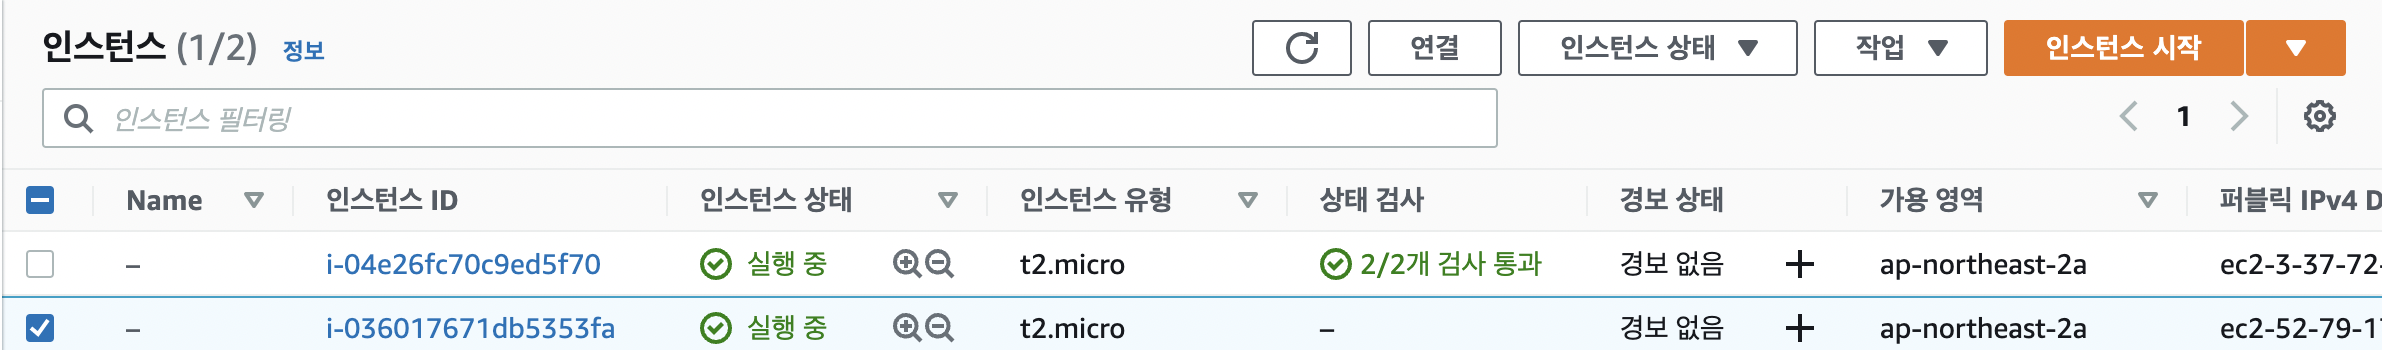 인스턴스 (1/2) 정보 연결 인스턴스 상태 작업 인스턴스 시작
인스턴스 필터링 1
Name 인스턴스 ID 인스턴스 상태 인스턴스 유형 상태 검사 경보 상태 가용 영역 퍼블릭 IPv4 D
– i-04e26fc70c9ed5f70 실행 중 t2.micro 2/2개 검사 통과 경보 없음 + ap-northeast-2a ec2-3-37-72-
– i-036017671db5353fa 실행 중 t2.micro – 경보 없음 + ap-northeast-2a ec2-52-79-17